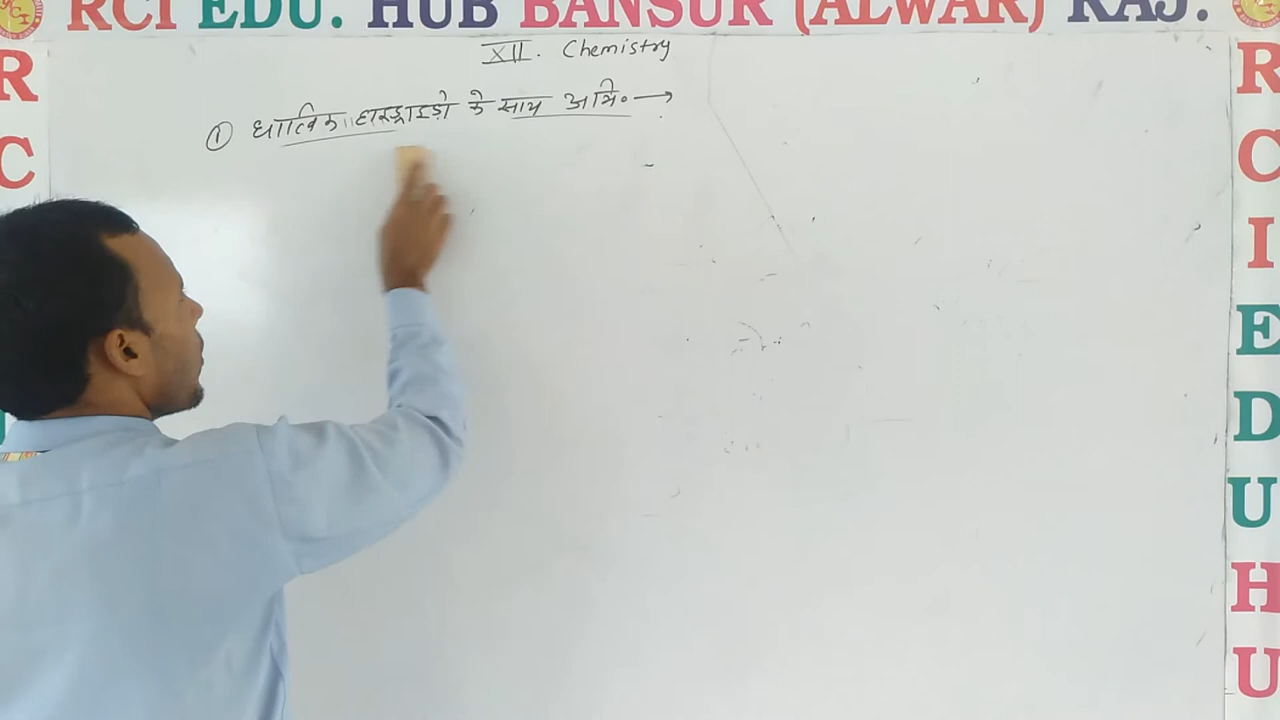 RCI EDU. HUB BANSUR (ALWAR) RAJ.
XII. Chemistry
① धात्विक हाइड्राइडो के साथ अभि० →
R
C
R
C
I
E
D
U
H
U